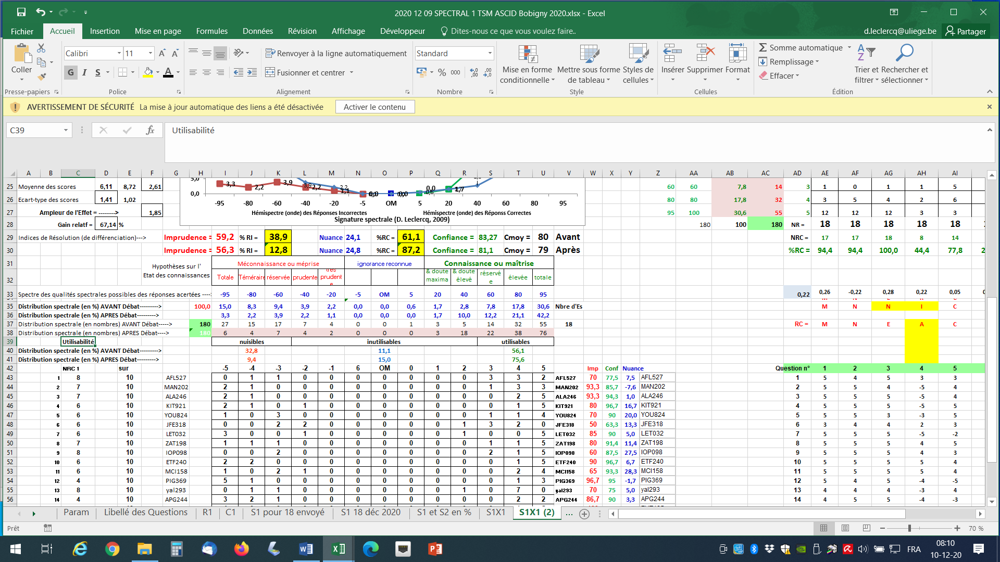 2020 12 09 SPECTRAL 1 TSM ASCID Bobigny 2020.xlsx - Excel
Fichier Accueil Insertion Mise en page Formules Données Révision Affichage Développeur Dites-nous ce que vous voulez faire.. d.leclercq@uliege.be Partager
Coller Calibri 11 Renvoyer à la ligne automatiquement Standard Somme automatique
G I S Fusionner et centrer % 000 Remplissage
Mise en forme conditionnelle Mettre sous forme de tableau Styles de cellules Insérer Supprimer Format Effacer Trier et filtrer Rechercher et sélectionner
Presse-papiers Police Alignement Nombre Style Cellules Édition
AVERTISSEMENT DE SÉCURITÉ La mise à jour automatique des liens a été désactivée Activer le contenu
C39 fx Utilisabilité
A B C D E F G H I J K L M N O P Q R S T U V W X Y Z AA AB AC AD AE AF AG AH AI
25 Moyenne des scores 6,11 8,72 2,61 60 60 7,8 14 3 1 0 1 1 5
26 Ecart-type des scores 1,41 1,02 80 80 17,8 32 4 3 5 4 2 6
27 Ampleur de l'Effet = --------> 1,85 95 100 30,6 55 5 12 12 12 3 3
28 Gain relatf = 67,14 % 180 100 180 NR = 18 18 18 18 18
5,0 3,3 2,2 3,9 3,9 2,2 2,2 1,1 0,0 0,0 0,0 0,6 1,7
0,0 -95 -80 -60 -40 -20 -5 OM 5 20 40 60 80 95
Hémispectre (onde) des Réponses Incorrectes Hémispectre (onde) des Réponss Correctes
Signature spectrale (D. Leclercq, 2009)
29 Indices de Résolution (de différenciation)---> Imprudence = 59,2 % RI = 38,9 Nuance 24,1 %RC = 61,1 Confiance = 83,27 Cmoy = 80 Avant NRC = 17 17 18 8 14
30 Imprudence = 56,3 % RI = 12,8 Nuance 24,8 %RC = 87,2 Confiance = 81,1 Cmoy = 79 Après %RC = 94,4 94,4 100,0 44,4 77,8
31 Hypothèses sur l' Méconnaissance ou méprise ignorance reconnue Connaissance ou maîtrise
32 Etat des connaissances Totale Téméraire réservée prudente très prudente & doute maxima & doute élevé réservée élevée totale
33 Spectre des qualités spectrales possibles des réponses acertées ---- -95 -80 -60 -40 -20 -5 OM 5 20 40 60 80 95 0,22 0,26 -0,22 0,28 0,22 0,05
35 Distribution spectrale (en %) AVANT Débat---------> 100,0 15,0 8,3 9,4 3,9 2,2 0,0 0,0 0,6 1,7 2,8 7,8 17,8 30,6 Nbre d'Es M N N I C
36 Distribution spectrale (en %) APRES Débat---------> 3,3 2,2 3,9 2,2 1,1 0,0 0,0 0,0 1,7 10,0 12,2 21,1 42,2
37 Distribution spectrale (en nombres) AVANT Débat-----> 180 27 15 17 7 4 0 0 1 3 5 14 32 55 18 RC = M N E A C
38 Distribution spectrale (en nombres) APRES Débat----> 180 6 4 7 4 2 0 0 0 3 18 22 38 76
39 Utilisabilité nuisibles inutilisables utilisables
40 Distribution spectrale (en %) AVANT Débat---------> 32,8 11,1 56,1
41 Distribution spectrale (en %) APRES Débat---------> 9,4 15,0 75,6
42 NRC 1 sur -5 -4 -3 -2 -1 6 OM 0 1 2 3 4 5 Imp Conf Nuance Question n° 1 2 3 4 5
43 1 8 10 AFL527 0 1 1 0 0 0 0 0 0 0 3 3 2 AFL527 70 77,5 7,5 AFL527 1 5 4 5 3 3
44 2 7 10 MAN202 2 1 0 0 0 0 0 0 0 0 1 3 3 MAN202 93,3 85,7 -7,6 MAN202 2 5 5 4 -5 4
45 3 7 10 ALA246 2 1 0 0 0 0 0 0 0 0 0 2 5 ALA246 93,3 94,3 1,0 ALA246 3 5 5 5 -5 4
46 4 6 10 KIT921 2 1 0 1 0 0 0 0 0 0 0 1 5 KIT921 80 96,7 16,7 KIT921 4 5 5 5 -5 5
47 5 6 10 YOU824 1 0 3 0 0 0 0 0 0 0 1 1 4 YOU824 70 90 20,0 YOU824 5 5 5 3 -3 5
48 6 6 10 JFE318 0 0 2 2 0 0 0 0 0 1 3 2 0 JFE318 50 63,3 13,3 JFE318 6 3 4 4 2 3
49 7 6 10 LET032 3 0 0 1 0 0 0 0 0 1 0 0 5 LET032 85 90 5,0 LET032 7 5 5 5 -5 -2
50 8 7 10 ZAT198 1 1 1 0 0 0 0 0 0 0 1 1 5 ZAT198 80 91,4 11,4 ZAT198 8 5 5 5 4 5
51 9 8 10 IOP098 0 0 2 0 0 0 0 0 0 0 2 1 5 IOP098 60 87,5 27,5 IOP098 9 5 5 5 4 3
52 10 6 10 ETF240 2 2 0 0 0 0 0 0 0 0 0 1 5 ETF240 90 96,7 6,7 ETF240 10 5 5 5 5 4
53 11 6 10 MCI158 1 0 2 1 0 0 0 0 0 0 0 2 4 MCI158 65 93,3 28,3 MCI158 11 5 5 5 4 5
54 12 4 10 PIG369 5 1 0 0 0 0 0 0 0 0 0 1 3 PIG369 96,7 95 -1,7 PIG369 12 5 4 5 -4 -5
55 13 8 10 yal293 0 1 1 0 0 0 0 0 0 1 0 7 0 yal293 70 75 5,0 yal293 13 4 4 4 -3 4
56 14 4 10 APG244 3 2 1 0 0 0 0 0 0 0 0 2 2 APG244 86,7 90 3,3 APG244 14 4 5 5 -4 -3
Param Libellé des Questions R1 C1 S1 pour 18 envoyé S1 18 déc 2020 S1 et S2 en % S1X1 S1X1 (2) ...
Prêt 70 %
FRA 08:10
10-12-20